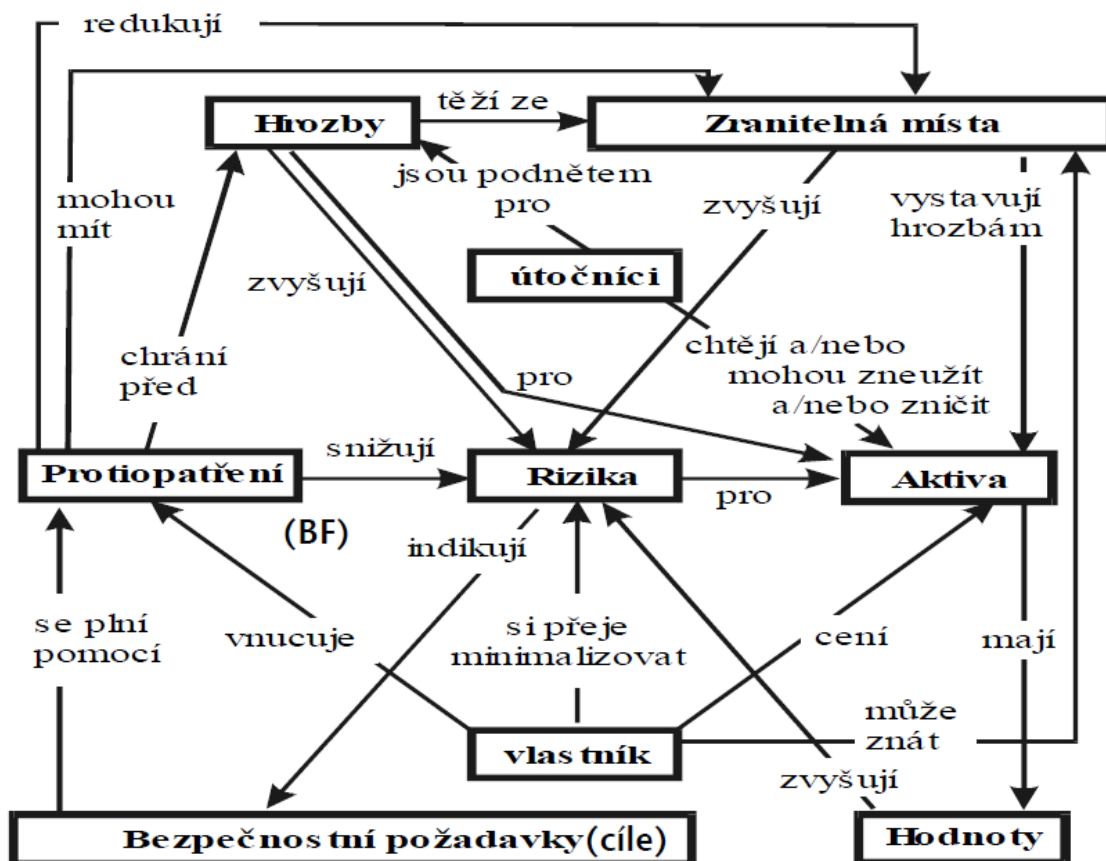 redukují
těží ze
Hrozby
Zranitelná místa
jsou podnětem
pro
mohou
mít
zvyšují
vystavují
hrozbám
zvyšují
útočníci
chrání
před
pro
chtějí a/nebo
mohou zneužít
a/nebo zničit
Protiopatření
snižují
Rizika
pro
Aktiva
(BF)
indikují
se plní
pomocí
vnucuje
si přeje
minimalizovat
cení
mají
může
znát
vlastník
zvyšují
Bezpečnostní požadavky(cíle)
Hodnoty